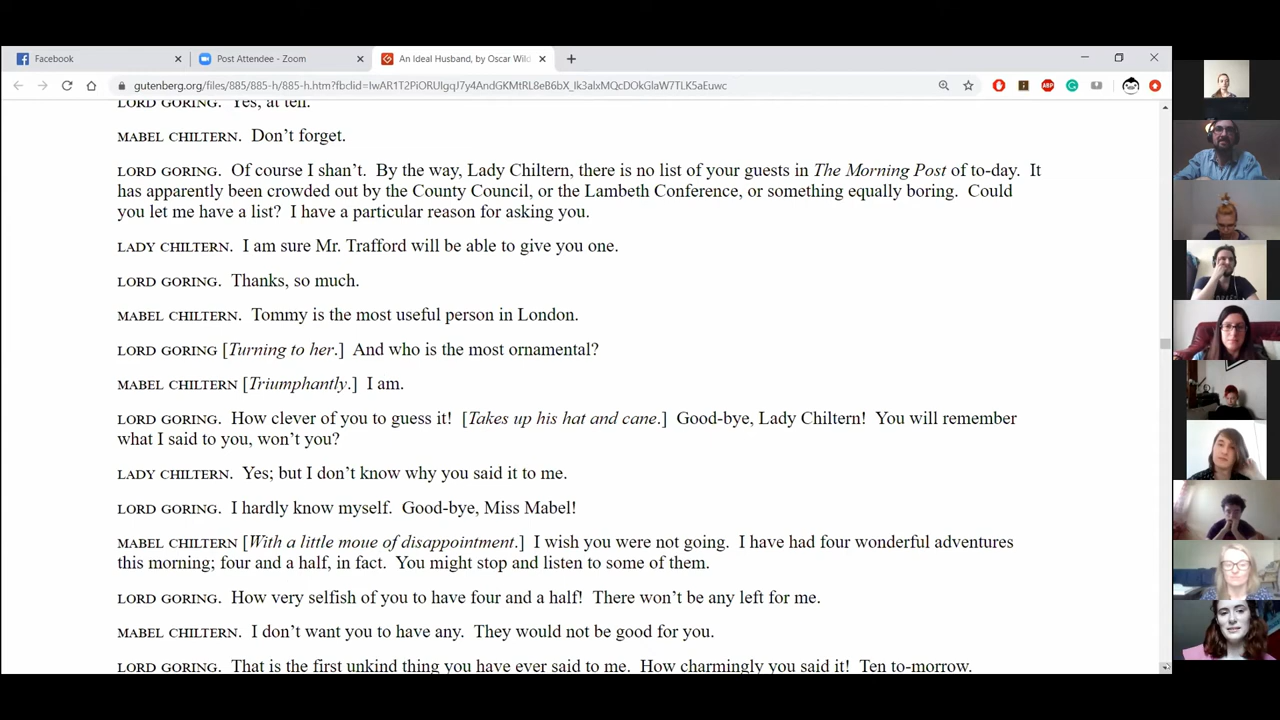 Facebook
Post Attendee - Zoom
An Ideal Husband, by Oscar Wild
gutenberg.org/files/885/885-h/885-h.htm?fbclid=IwAR1T2PiORUIgqJ7y4AndGKMtRL8eB6bX_Ik3alxMQcDOkGlaW7TLK5aEuwc
LORD GORING. Yes, at ten.
MABEL CHILTERN. Don’t forget.
LORD GORING. Of course I shan’t. By the way, Lady Chiltern, there is no list of your guests in The Morning Post of to-day. It
has apparently been crowded out by the County Council, or the Lambeth Conference, or something equally boring. Could
you let me have a list? I have a particular reason for asking you.
LADY CHILTERN. I am sure Mr. Trafford will be able to give you one.
LORD GORING. Thanks, so much.
MABEL CHILTERN. Tommy is the most useful person in London.
LORD GORING [Turning to her.] And who is the most ornamental?
MABEL CHILTERN [Triumphantly.] I am.
LORD GORING. How clever of you to guess it! [Takes up his hat and cane.] Good-bye, Lady Chiltern! You will remember
what I said to you, won’t you?
LADY CHILTERN. Yes; but I don’t know why you said it to me.
LORD GORING. I hardly know myself. Good-bye, Miss Mabel!
MABEL CHILTERN [With a little moue of disappointment.] I wish you were not going. I have had four wonderful adventures
this morning; four and a half, in fact. You might stop and listen to some of them.
LORD GORING. How very selfish of you to have four and a half! There won’t be any left for me.
MABEL CHILTERN. I don’t want you to have any. They would not be good for you.
LORD GORING. That is the first unkind thing you have ever said to me. How charmingly you said it! Ten to-morrow.